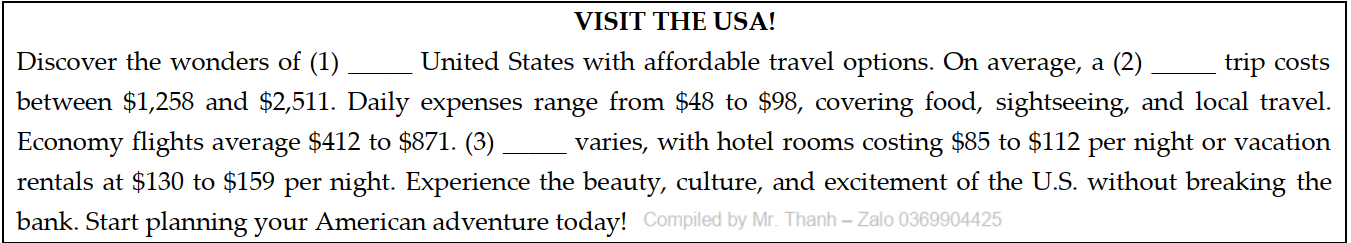 VISIT THE USA!
Discover the wonders of (1) _____ United States with affordable travel options. On average, a (2) _____ trip costs
between $1,258 and $2,511. Daily expenses range from $48 to $98, covering food, sightseeing, and local travel.
Economy flights average $412 to $871. (3) _____ varies, with hotel rooms costing $85 to $112 per night or vacation
rentals at $130 to $159 per night. Experience the beauty, culture, and excitement of the U.S. without breaking the
bank. Start planning your American adventure today! Compiled by Mr. Thanh – Zalo 0369904425